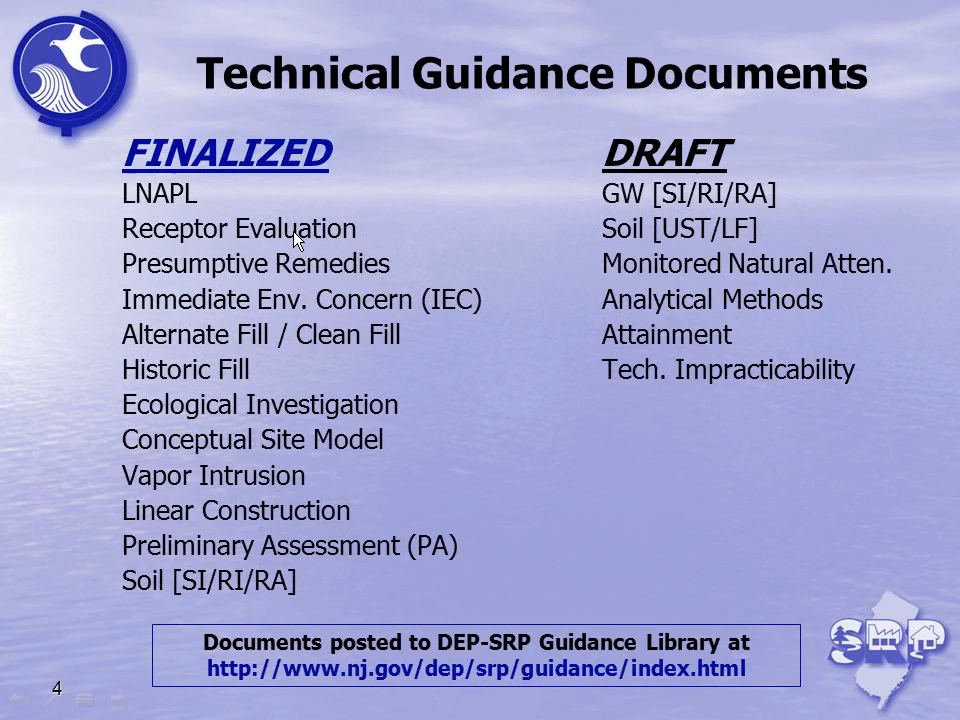 Technical Guidance Documents
FINALIZED
LNAPL
Receptor Evaluation
Presumptive Remedies
Immediate Env. Concern (IEC)
Alternate Fill / Clean Fill
Historic Fill
Ecological Investigation
Conceptual Site Model
Vapor Intrusion
Linear Construction
Preliminary Assessment (PA)
Soil [SI/RI/RA]
DRAFT
GW [SI/RI/RA]
Soil [UST/LF]
Monitored Natural Atten.
Analytical Methods
Attainment
Tech. Impracticability
Documents posted to DEP-SRP Guidance Library at
http://www.nj.gov/dep/srp/guidance/index.html
SRP
4